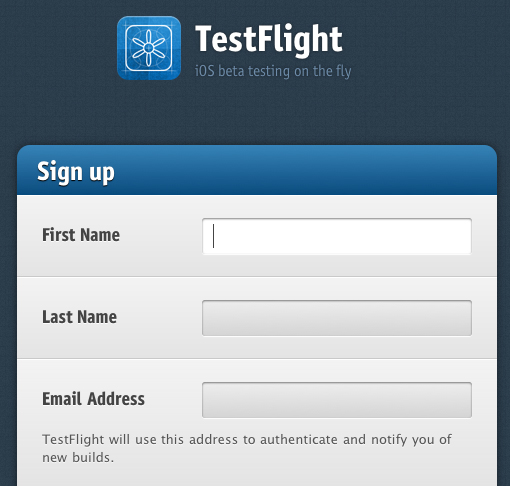 TestFlight
iOS beta testing on the fly
Sign up
First Name
Last Name
Email Address
TestFlight will use this address to authenticate and notify you of
new builds.